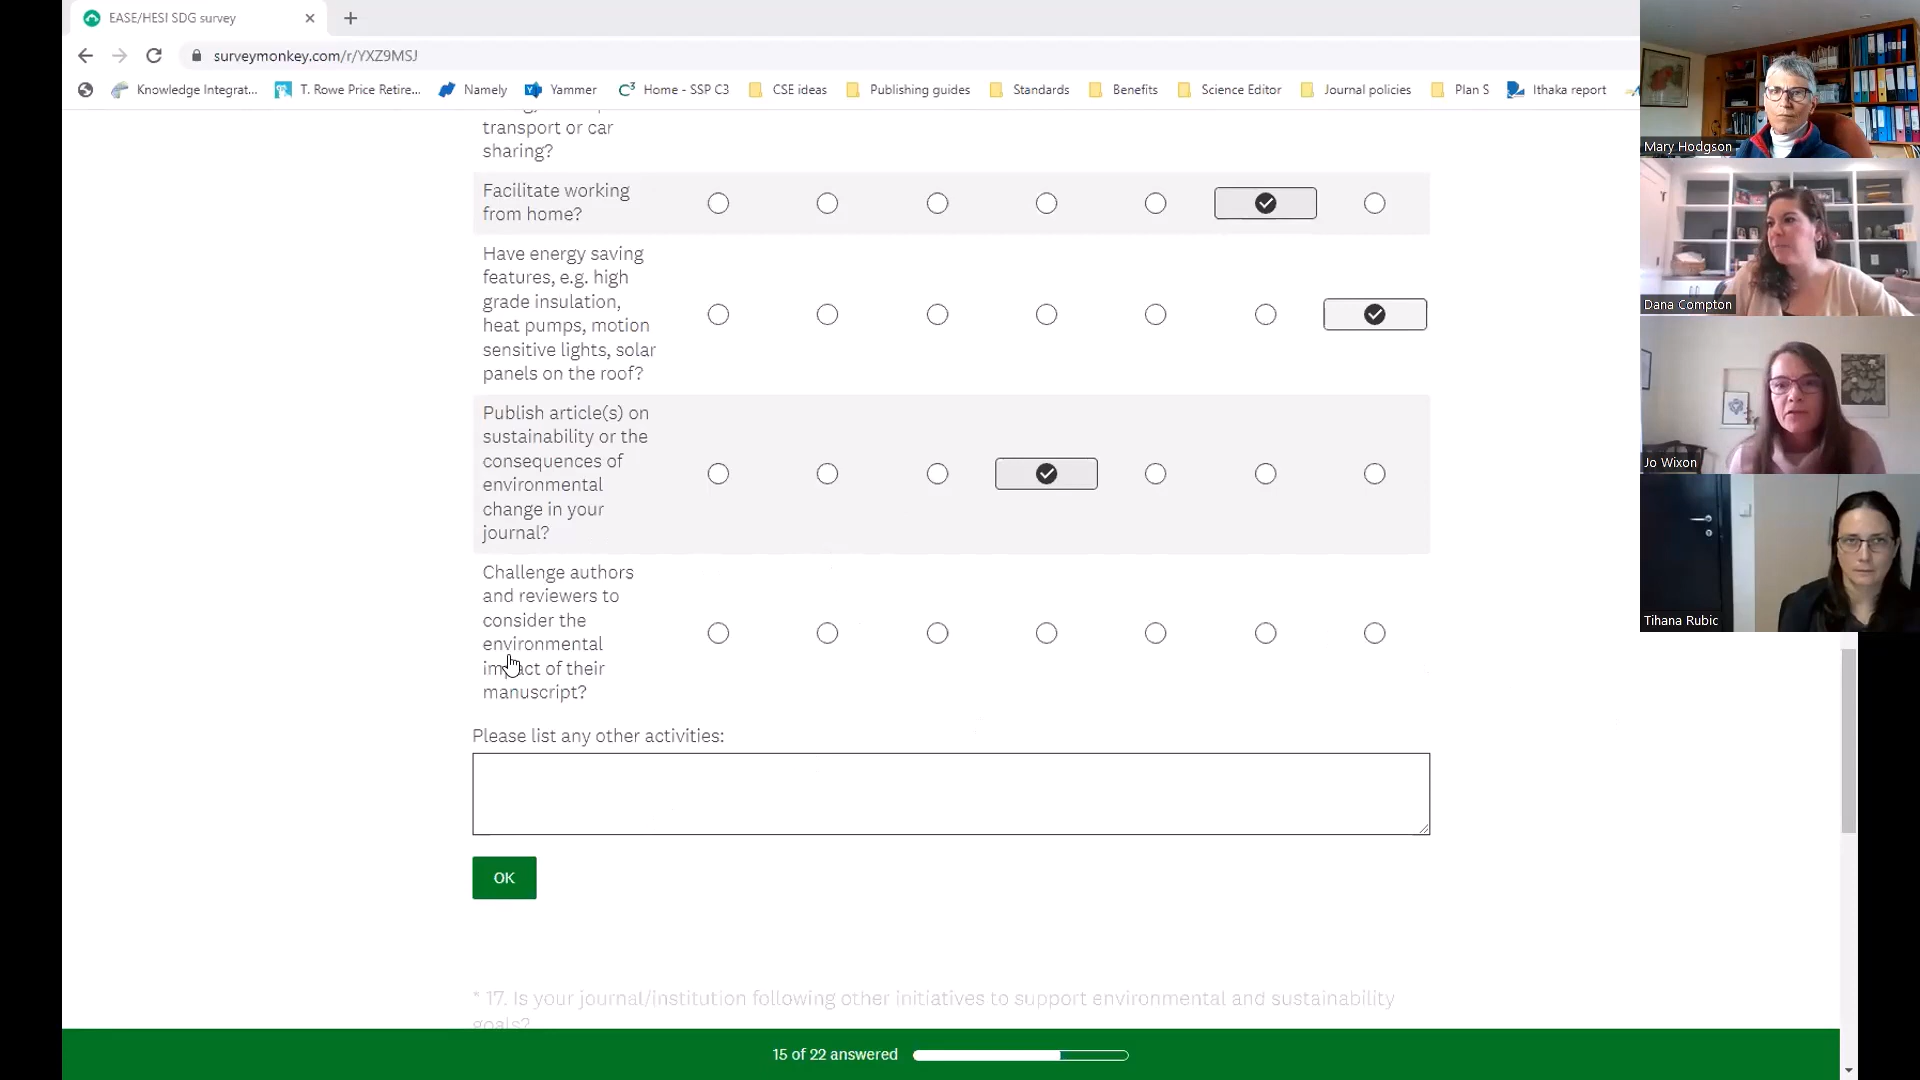 EASE/HESI SDG survey
surveymonkey.com/r/YXZ9MSJ
Knowledge Integrat...
T. Rowe Price Retire...
Namely
Yammer
Home - SSP C3
CSE ideas
Publishing guides
Standards
Benefits
Science Editor
Journal policies
Plan S
Ithaka report
transport or car
sharing?
Facilitate working
from home?
Have energy saving
features, e.g. high
grade insulation,
heat pumps, motion
sensitive lights, solar
panels on the roof?
Publish article(s) on
sustainability or the
consequences of
environmental
change in your
journal?
Challenge authors
and reviewers to
consider the
environmental
impact of their
manuscript?
Please list any other activities:
OK
* 17. Is your journal/institution following other initiatives to support environmental and sustainability
goals?
15 of 22 answered
Mary Hodgson
Dana Compton
Jo Wixon
Tihana Rubic